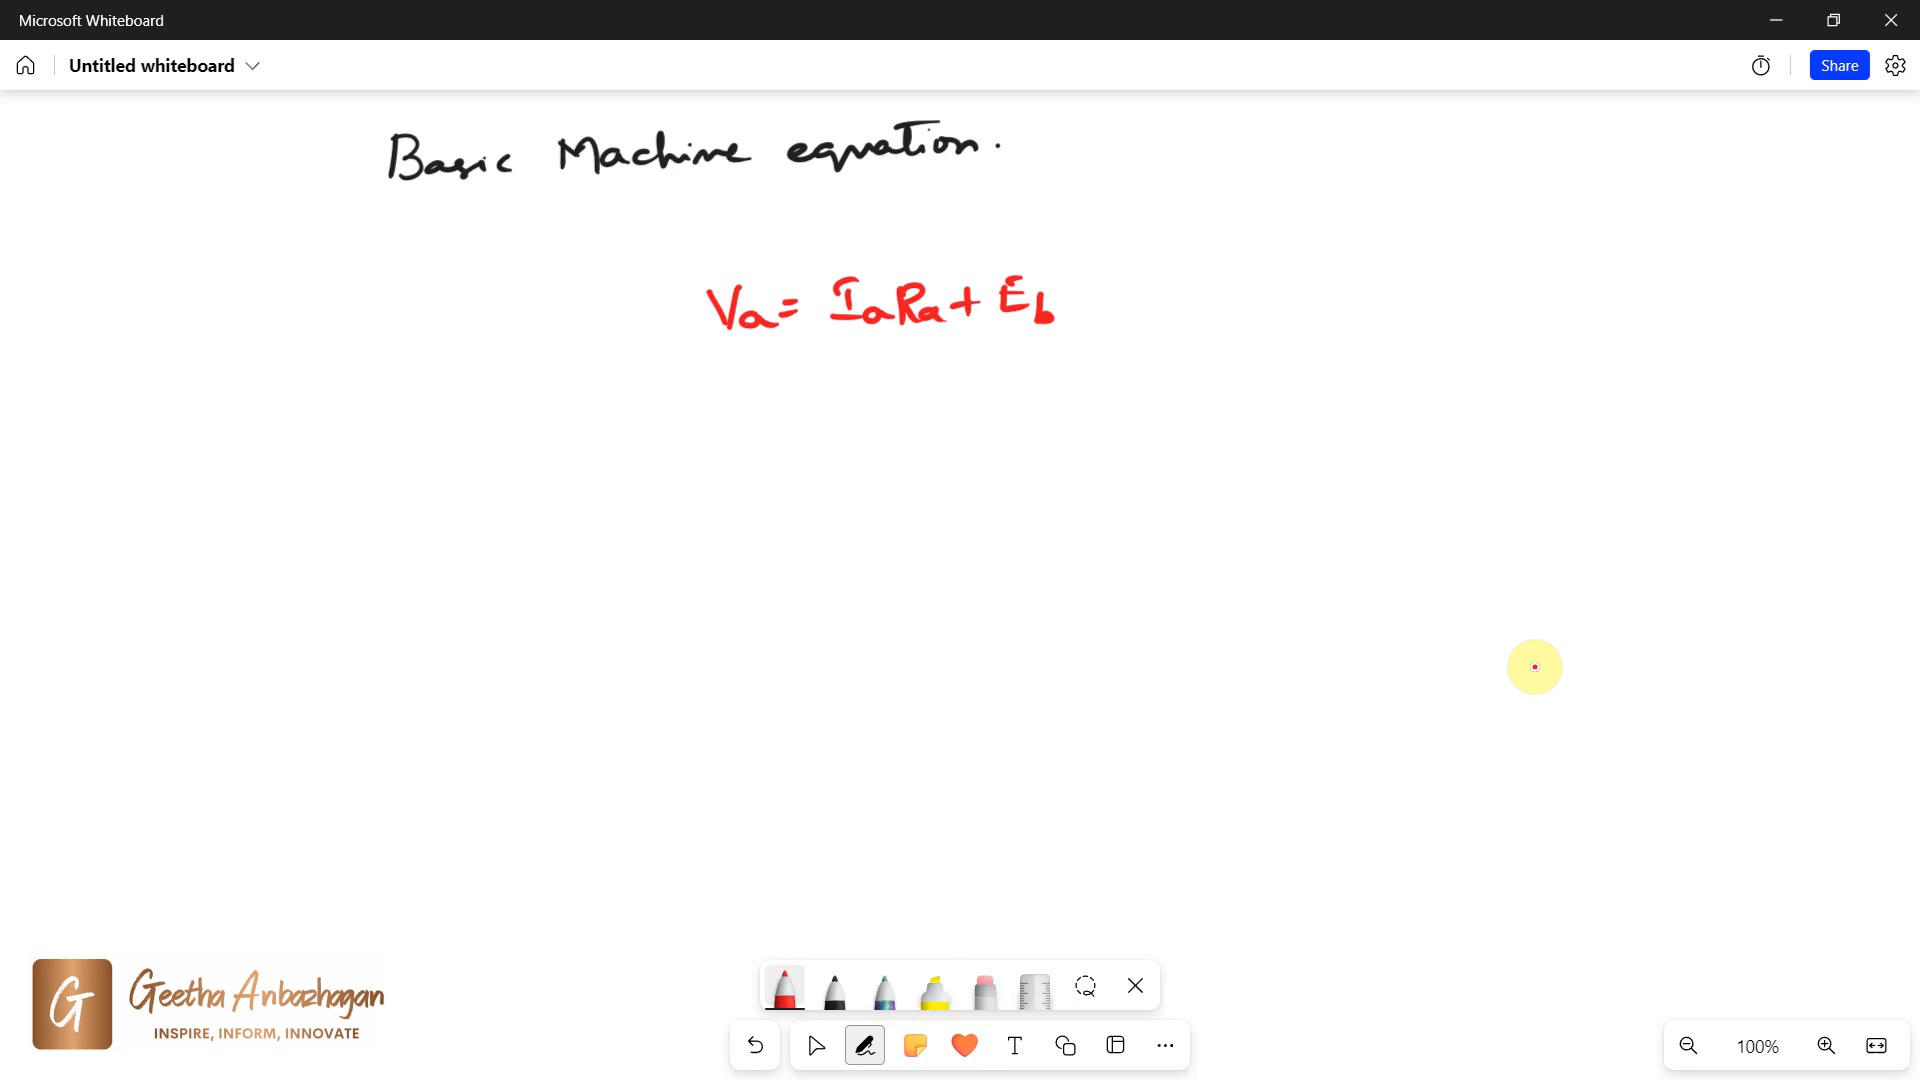 Microsoft Whiteboard
Untitled whiteboard
Share
Basic Machine equation.
Va = IaRa + Eb
G Geetha Anbazhagan
INSPIRE, INFORM, INNOVATE
T
100%